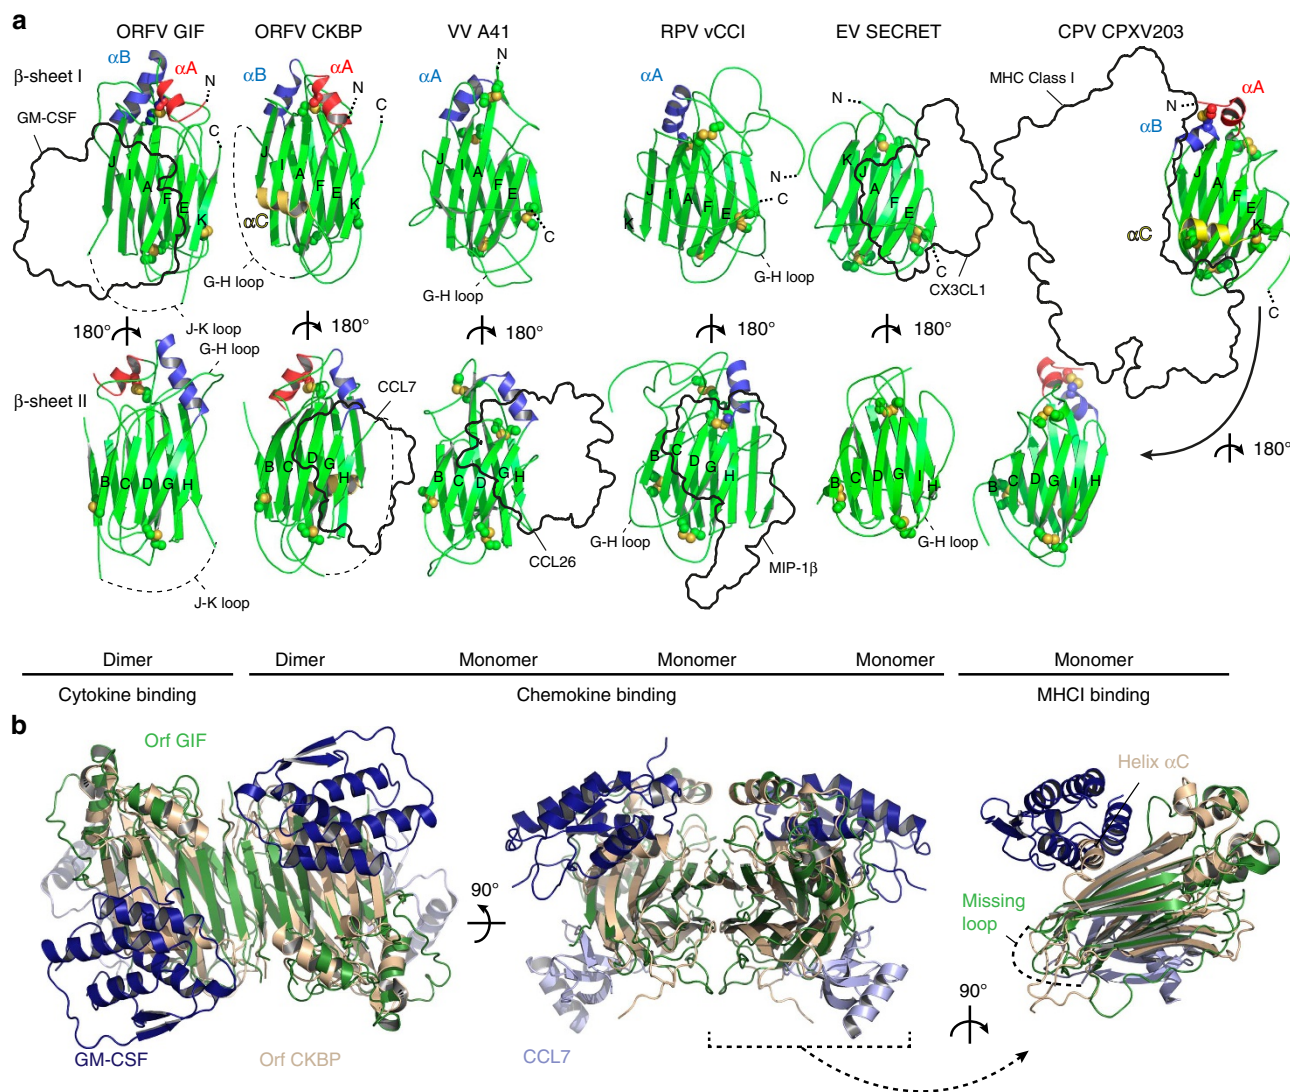 a
ORFV GIF
ORFV CKBP
VV A41
RPV vCCI
EV SECRET
CPV CPXV203
β-sheet I
αB
αA
N
GM-CSF
C
J
I
A
F
E
K
αB
αA
N
C
J
I
A
F
E
K
αC
G-H loop
αA
N
J
I
A
F
E
C
G-H loop
αA
J
I
A
F
E
K
N
C
G-H loop
N
K
J
A
F
E
C
CX3CL1
MHC Class I
N
αA
αB
J
A
F
E
K
αC
C
180°
J-K loop
G-H loop
180°
180°
180°
180°
180°
β-sheet II
B
C
D
G
H
J-K loop
CCL7
B
C
D
G
H
B
C
D
G
H
CCL26
B
C
D
G
H
G-H loop
MIP-1β
B
C
D
G
I
H
G-H loop
B
C
D
G
I
H
Dimer
Dimer
Monomer
Monomer
Monomer
Monomer
Cytokine binding
Chemokine binding
MHCI binding
b
Orf GIF
Helix αC
90°
Missing
loop
90°
GM-CSF
Orf CKBP
CCL7